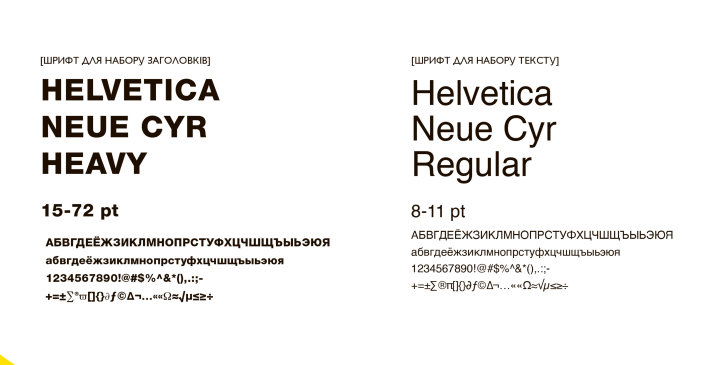 [ШРИФТ ДЛЯ НАБОРУ ЗАГОЛОВКІВ]
HELVETICA
NEUE CYR
HEAVY
15-72 pt
АБВГДЕЁЖЗИКЛМНОПРСТУФХЦЧШЩЪЫЬЭЮЯ
абвгдеёжзиклмнопрстуфхцчшщъыьэюя
1234567890!@#$%^&*(),.:;-
+=±∑*ϖ[]{}∂ƒ©Δ¬…««Ω≈√µ≤≥÷
[ШРИФТ ДЛЯ НАБОРУ ТЕКСТУ]
Helvetica
Neue Cyr
Regular
8-11 pt
АБВГДЕЁЖЗИКЛМНОПРСТУФХЦЧШЩЪЫЬЭЮЯ
абвгдеёжзиклмнопрстуфхцчшщъыьэюя
1234567890!@#$%^&*(),.:;-
+=±∑®π[]{}∂ƒ©Δ¬…««Ω≈√µ≤≥÷